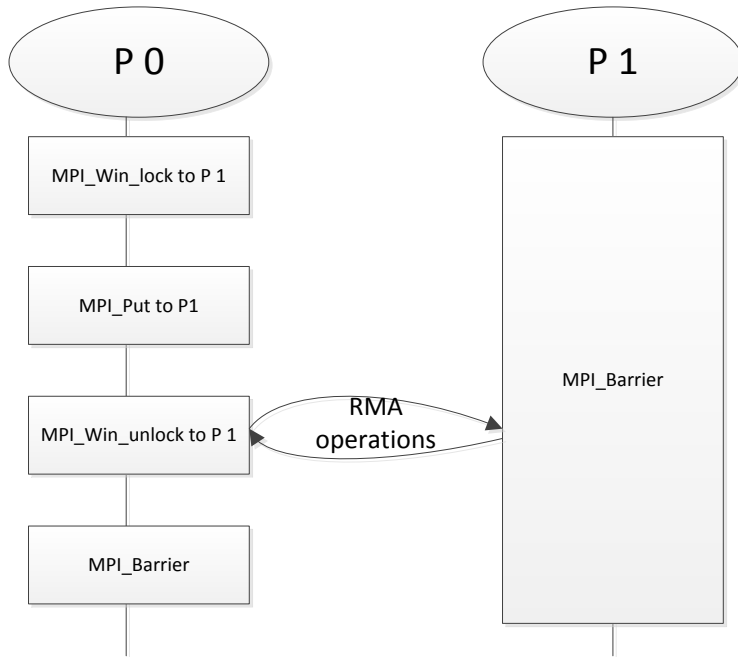 P 0
P 1
MPI_Win_lock to P 1
MPI_Put to P1
MPI_Barrier
MPI_Win_unlock to P 1
RMA
operations
MPI_Barrier